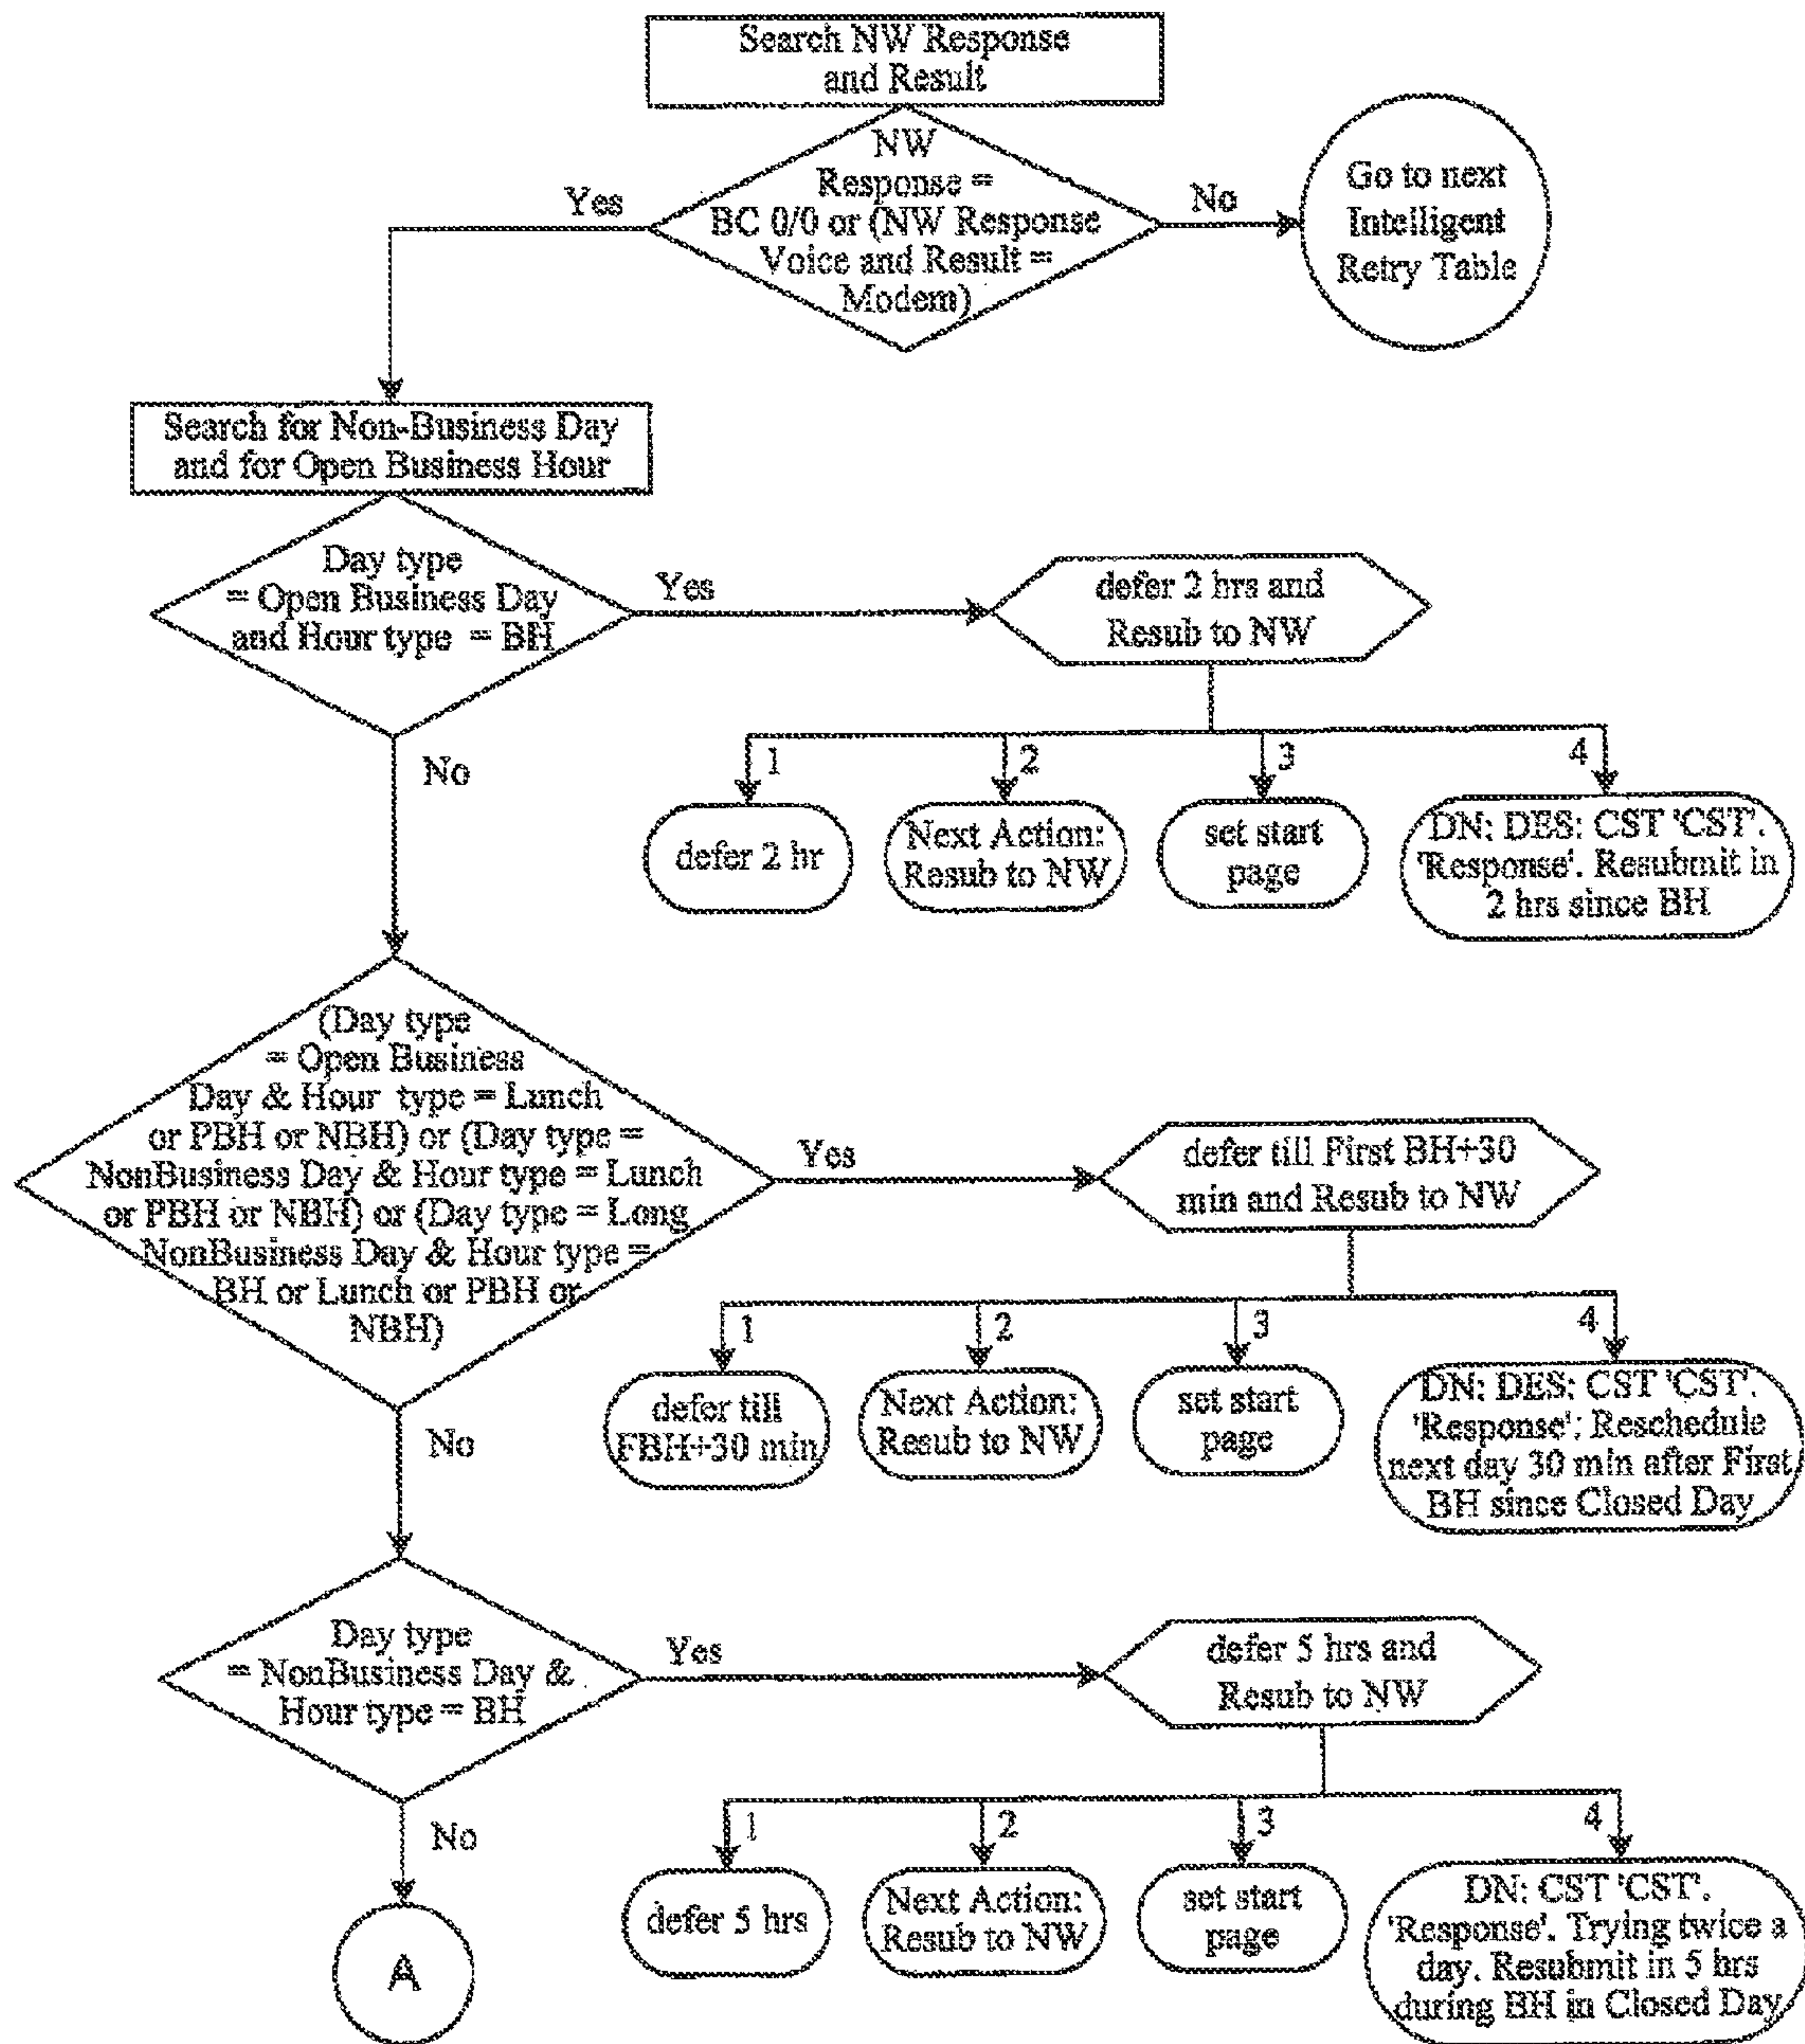 Search NW Response
and Result
NW
Response =
BC 0/0 or (NW Response
Voice and Result =
Modem)
Yes
No
Go to next
Intelligent
Retry Table
Search for Non-Business Day
and for Open Business Hour
Day type
= Open Business Day
and Hour type = BH
Yes
defer 2 hrs and
Resub to NW
No
1
2
3
4
defer 2 hr
Next Action:
Resub to NW
set start
page
DN: DES: CST 'CST'.
'Response'. Resubmit in
2 hrs since BH
(Day type
= Open Business
Day & Hour type = Lunch
or PBH or NBH) or (Day type =
NonBusiness Day & Hour type = Lunch
or PBH or NBH) or (Day type = Long
NonBusiness Day & Hour type =
BH or Lunch or PBH or
NBH)
Yes
defer till First BH+30
min and Resub to NW
No
1
2
3
4
defer till
FBH+30 min
Next Action:
Resub to NW
set start
page
DN: DES: CST 'CST'.
'Response'; Reschedule
next day 30 min after First
BH since Closed Day
Day type
= NonBusiness Day &
Hour type = BH
Yes
defer 5 hrs and
Resub to NW
No
1
2
3
4
defer 5 hrs
Next Action:
Resub to NW
set start
page
DN: CST 'CST'.
'Response'. Trying twice a
day. Resubmit in 5 hrs
during BH in Closed Day
A